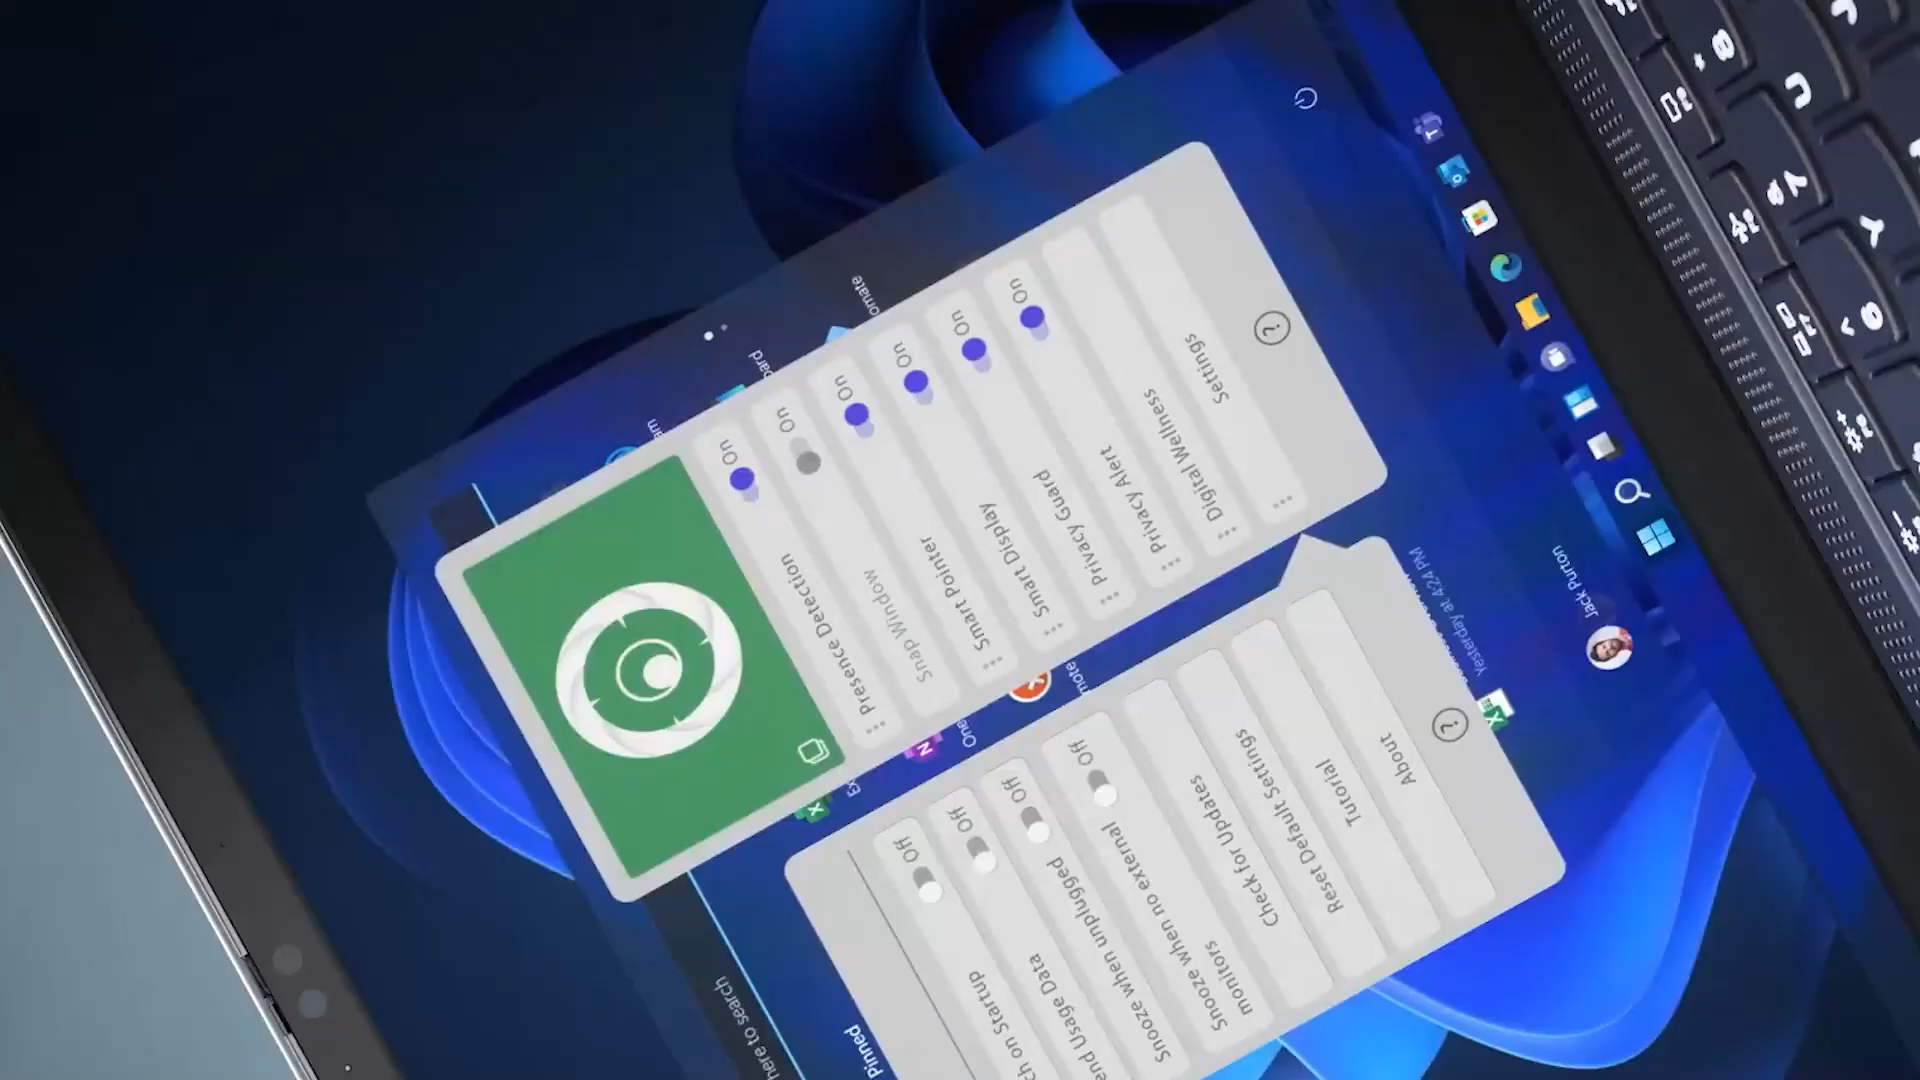 Presence Detection
On
Snap Window
On
Smart Pointer
On
Smart Display
On
Privacy Guard
On
Privacy Alert
On
Digital Wellness
Settings
Off
Off
Snooze when unplugged
Off
Snooze when no external
monitors
Off
Check for Updates
Reset Default Settings
Tutorial
About
here to search
Pinned
Yesterday at 4:24 PM
Jack Purton